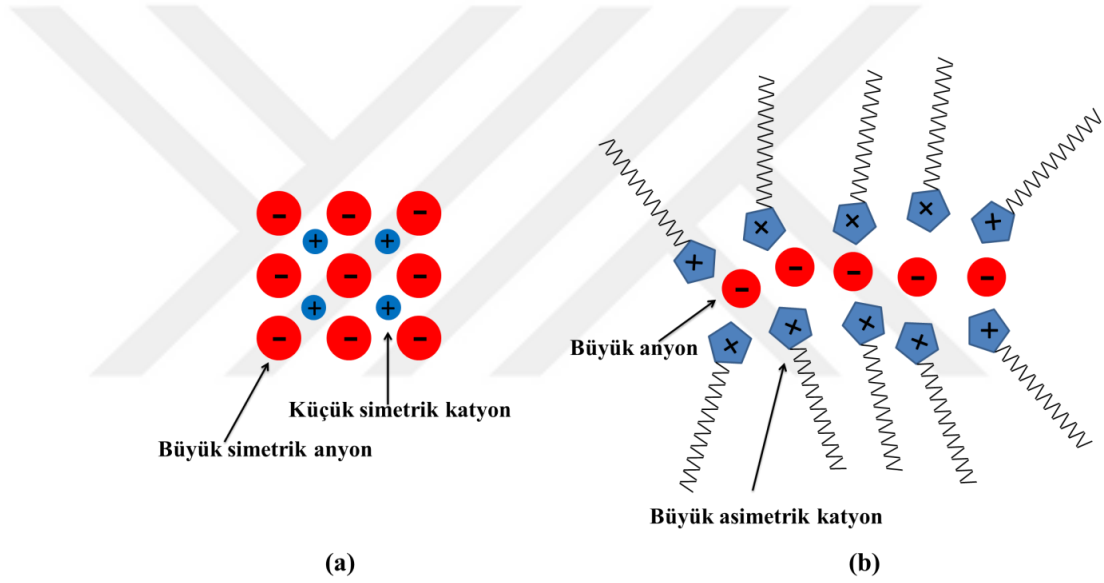 Büyük anyon
Küçük simetrik katyon
Büyük simetrik anyon
Büyük asimetrik katyon
(a)
(b)